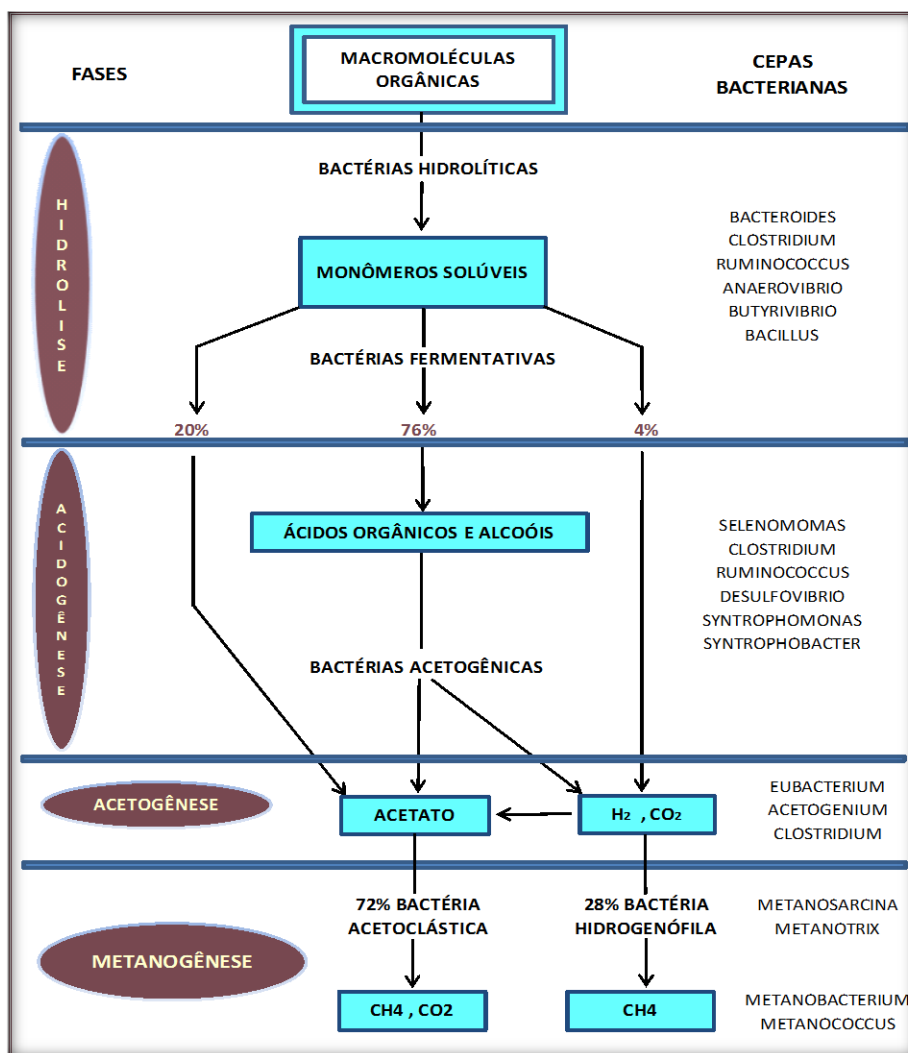 FASES
MACROMOLÉCULAS
ORGÂNICAS
CEPAS
BACTERIANAS
HIDROLISE
BACTÉRIAS HIDROLÍTICAS
MONÔMEROS SOLÚVEIS
BACTÉRIAS FERMENTATIVAS
20%
76%
4%
BACTEROIDES
CLOSTRIDIUM
RUMINOCOCCUS
ANAEROVIBRIO
BUTYRIVIBRIO
BACILLUS
ACIDOGÊNESE
ÁCIDOS ORGÂNICOS E ALCOÓIS
BACTÉRIAS ACETOGÊNICAS
SELENOMOMAS
CLOSTRIDIUM
RUMINOCOCCUS
DESULFOVIBRIO
SYNTROPHOMONAS
SYNTROPHOBACTER
ACETOGÊNESE
ACETATO
H2 , CO2
EUBACTERIUM
ACETOGENIUM
CLOSTRIDIUM
METANOGÊNESE
72% BACTÉRIA
ACETOCLÁSTICA
28% BACTÉRIA
HIDROGENÓFILA
METANOSARCINA
METANOTRIX
CH4 , CO2
CH4
METANOBACTERIUM
METANOCOCCUS